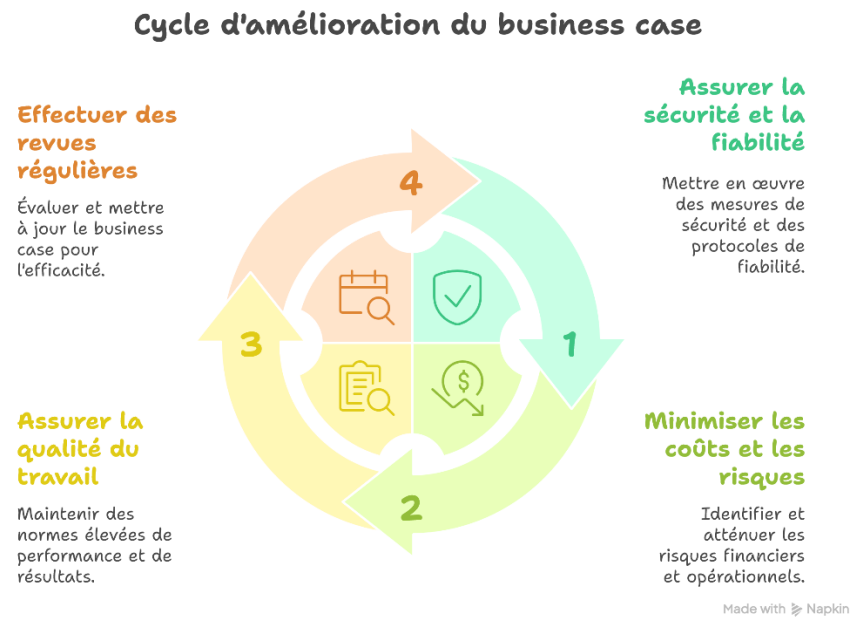 Cycle d'amélioration du business case
Assurer la
sécurité et la
fiabilité
Mettre en œuvre
des mesures de
sécurité et des
protocoles de
fiabilité.
1
Minimiser les
coûts et les
risques
Identifier et
atténuer les
risques financiers
et opérationnels.
2
Assurer la
qualité du
travail
Maintenir des
normes élevées de
performance et de
résultats.
3
Effectuer des
revues
régulières
Évaluer et mettre
à jour le business
case pour
l'efficacité.
4
$
Made with Napkin